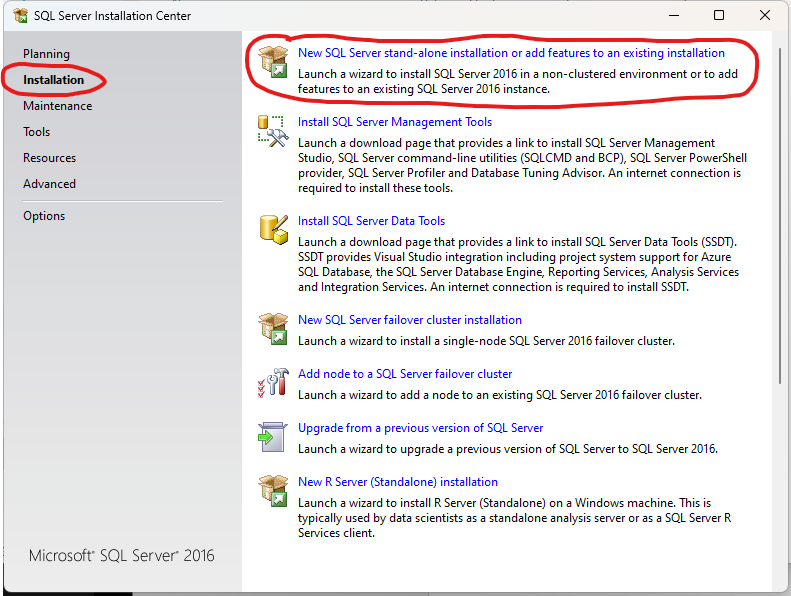 SQL Server Installation Center
Planning
Installation
Maintenance
Tools
Resources
Advanced
Options
New SQL Server stand-alone installation or add features to an existing installation
Launch a wizard to install SQL Server 2016 in a non-clustered environment or to add
features to an existing SQL Server 2016 instance.
Install SQL Server Management Tools
Launch a download page that provides a link to install SQL Server Management
Studio, SQL Server command-line utilities (SQLCMD and BCP), SQL Server PowerShell
provider, SQL Server Profiler and Database Tuning Advisor. An internet connection is
required to install these tools.
Install SQL Server Data Tools
Launch a download page that provides a link to install SQL Server Data Tools (SSDT).
SSDT provides Visual Studio integration including project system support for Azure
SQL Database, the SQL Server Database Engine, Reporting Services, Analysis Services
and Integration Services. An internet connection is required to install SSDT.
New SQL Server failover cluster installation
Launch a wizard to install a single-node SQL Server 2016 failover cluster.
Add node to a SQL Server failover cluster
Launch a wizard to add a node to an existing SQL Server 2016 failover cluster.
Upgrade from a previous version of SQL Server
Launch a wizard to upgrade a previous version of SQL Server to SQL Server 2016.
New R Server (Standalone) installation
Launch a wizard to install R Server (Standalone) on a Windows machine. This is
typically used by data scientists as a standalone analysis server or as a SQL Server R
Services client.
Microsoft® SQL Server® 2016